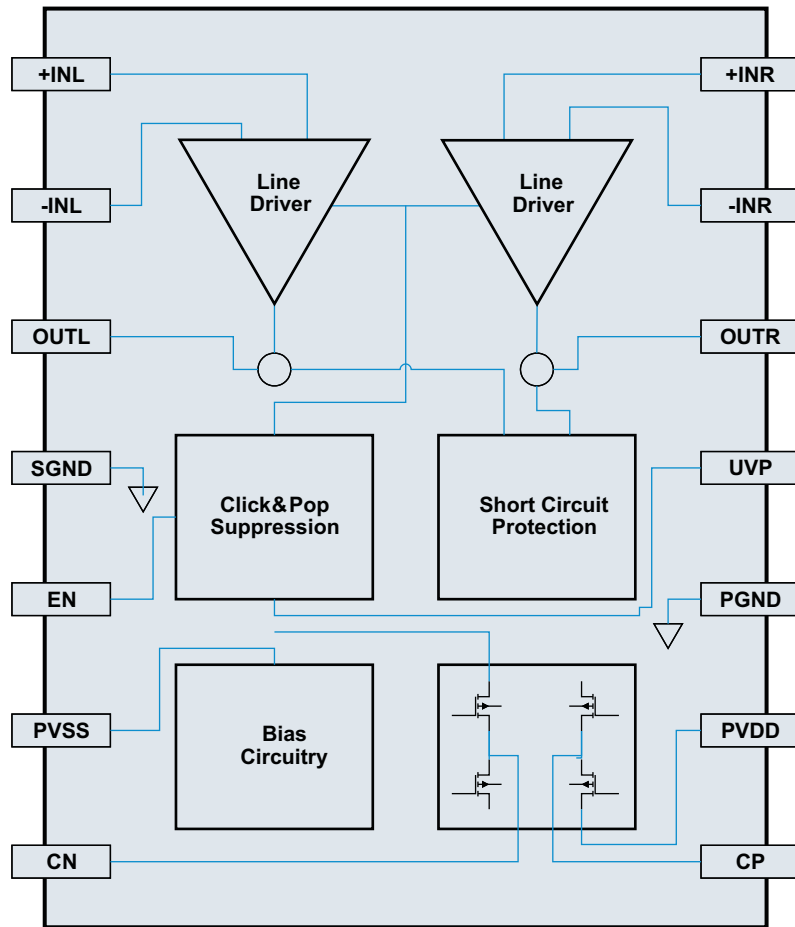 +INL
+INR
Line
Driver
Line
Driver
-INL
-INR
OUTL
OUTR
SGND
UVP
Click&Pop
Suppression
Short Circuit
Protection
EN
PGND
PVSS
Bias
Circuitry
PVDD
CN
CP